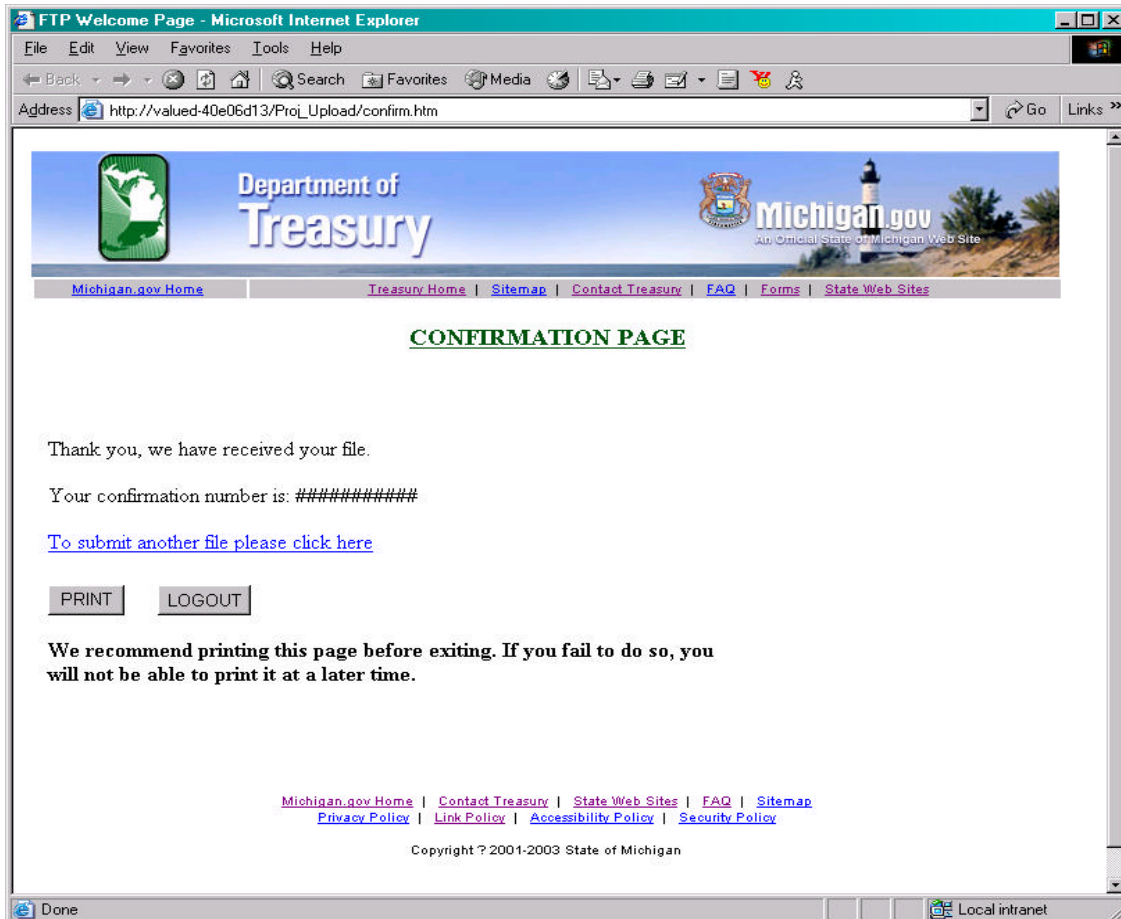 FTP Welcome Page - Microsoft Internet Explorer
File Edit View Favorites Tools Help
Back Search Favorites Media
Address http://valued-40e06d13/Proj_Upload/confirm.htm Go Links »
Department of
Treasury
Michigan.gov
An Official State of Michigan Web Site
Michigan.gov Home Treasury Home | Sitemap | Contact Treasury | FAQ | Forms | State Web Sites
CONFIRMATION PAGE
Thank you, we have received your file.
Your confirmation number is: ###########
To submit another file please click here
PRINT LOGOUT
We recommend printing this page before exiting. If you fail to do so, you
will not be able to print it at a later time.
Michigan.gov Home | Contact Treasury | State Web Sites | FAQ | Sitemap
Privacy Policy | Link Policy | Accessibility Policy | Security Policy
Copyright ? 2001-2003 State of Michigan
Done Local intranet